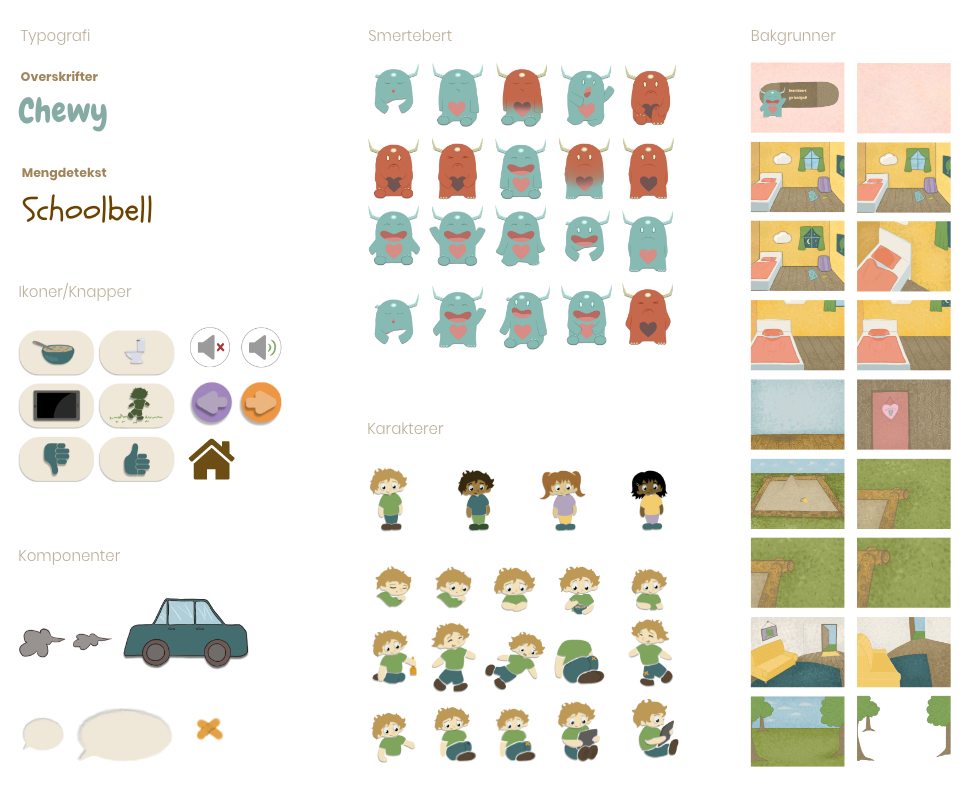 Typografi
Overskrifter
Chewy
Mengdetekst
Schoolbell
Ikoner/Knapper
Komponenter
Smertebert
Karakterer
Bakgrunner